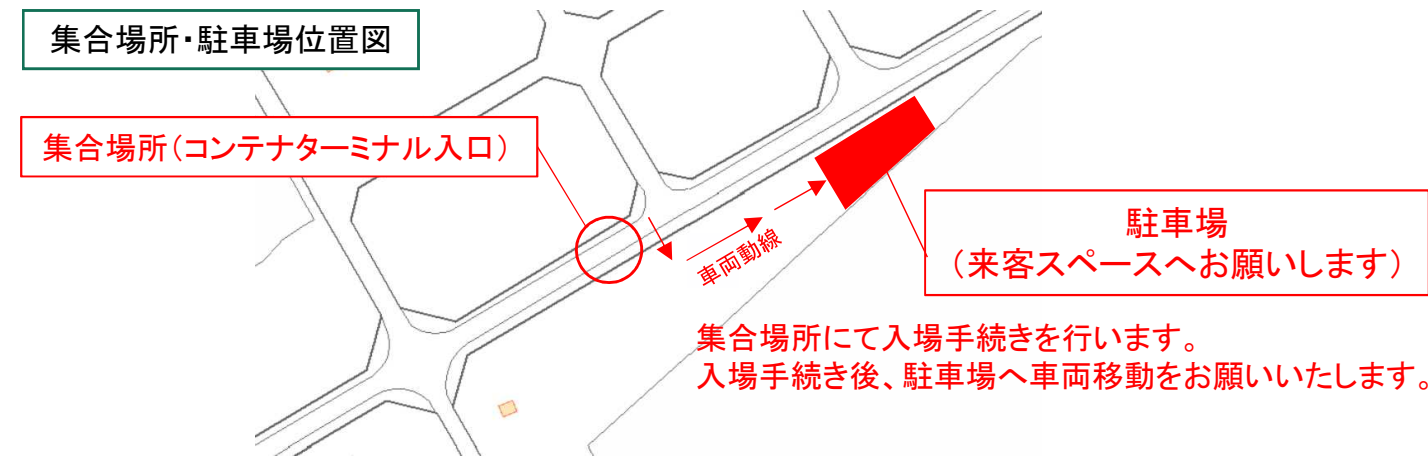 集合場所・駐車場位置図
集合場所（コンテナターミナル入口）
車両動線
駐車場
（来客スペースへお願いします）
集合場所にて入場手続きを行います。
入場手続き後、駐車場へ車両移動をお願いいたします。